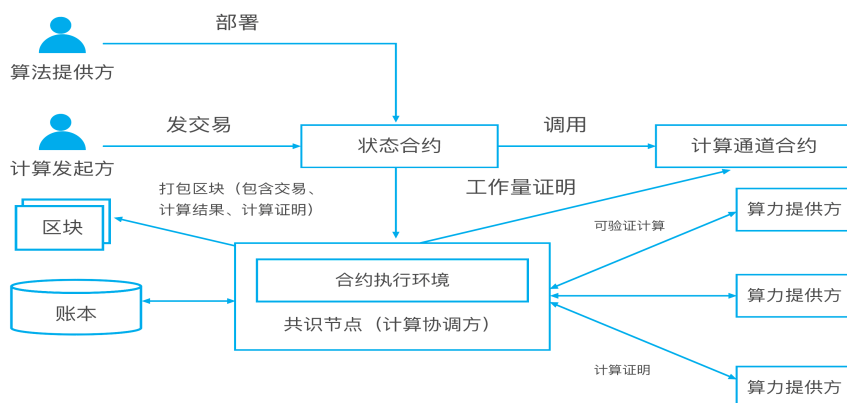 部署
算法提供方
发交易
状态合约
调用
计算通道合约
计算发起方
打包区块（包含交易、
计算结果、计算证明）
工作量证明
区块
可验证计算
算力提供方
合约执行环境
算力提供方
账本
共识节点（计算协调方）
计算证明
算力提供方